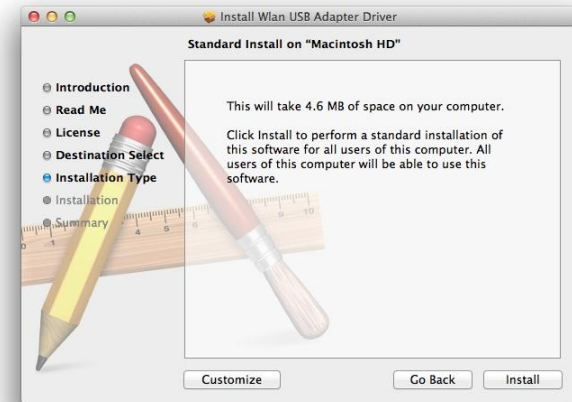 Install Wlan USB Adapter Driver
Standard Install on “Macintosh HD”
Introduction
Read Me
License
Destination Select
Installation Type
Installation
Summary
This will take 4.6 MB of space on your computer.
Click Install to perform a standard installation of
this software for all users of this computer. All
users of this computer will be able to use this
software.
Customize
Go Back
Install